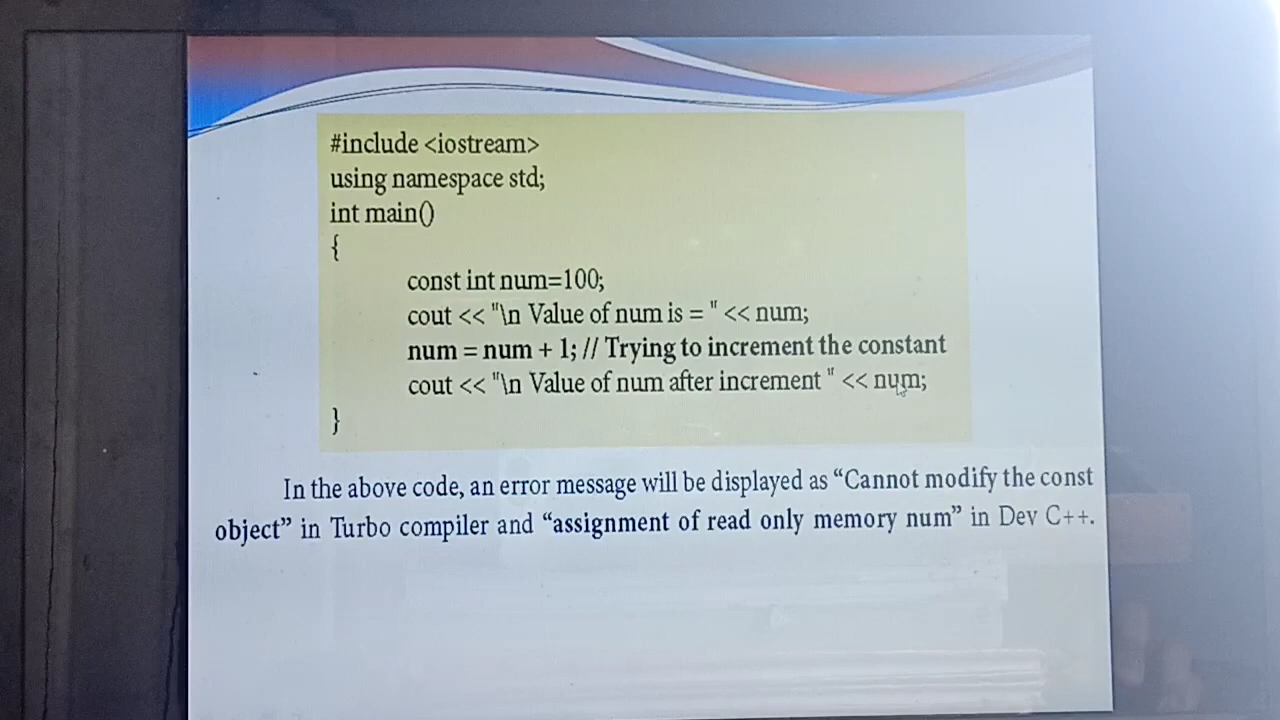 #include <iostream>
using namespace std;
int main()
{
const int num=100;
cout << "\n Value of num is = " << num;
num = num + 1; // Trying to increment the constant
cout << "\n Value of num after increment " << num;
}
In the above code, an error message will be displayed as “Cannot modify the const
object” in Turbo compiler and “assignment of read only memory num” in Dev C++.